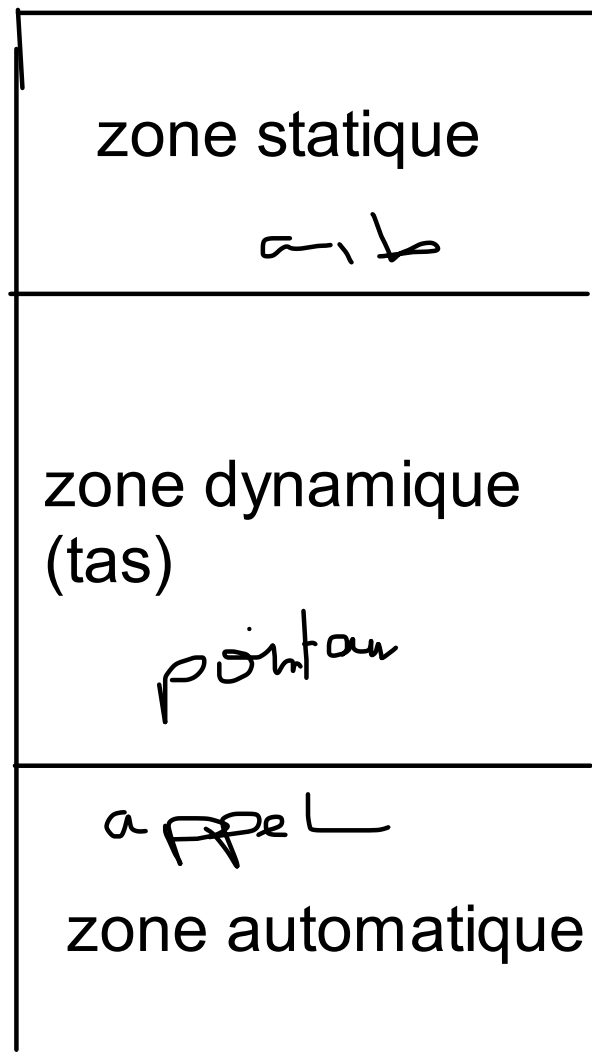 zone statique
a, b
zone dynamique
(tas)
pointeur
appel
zone automatique